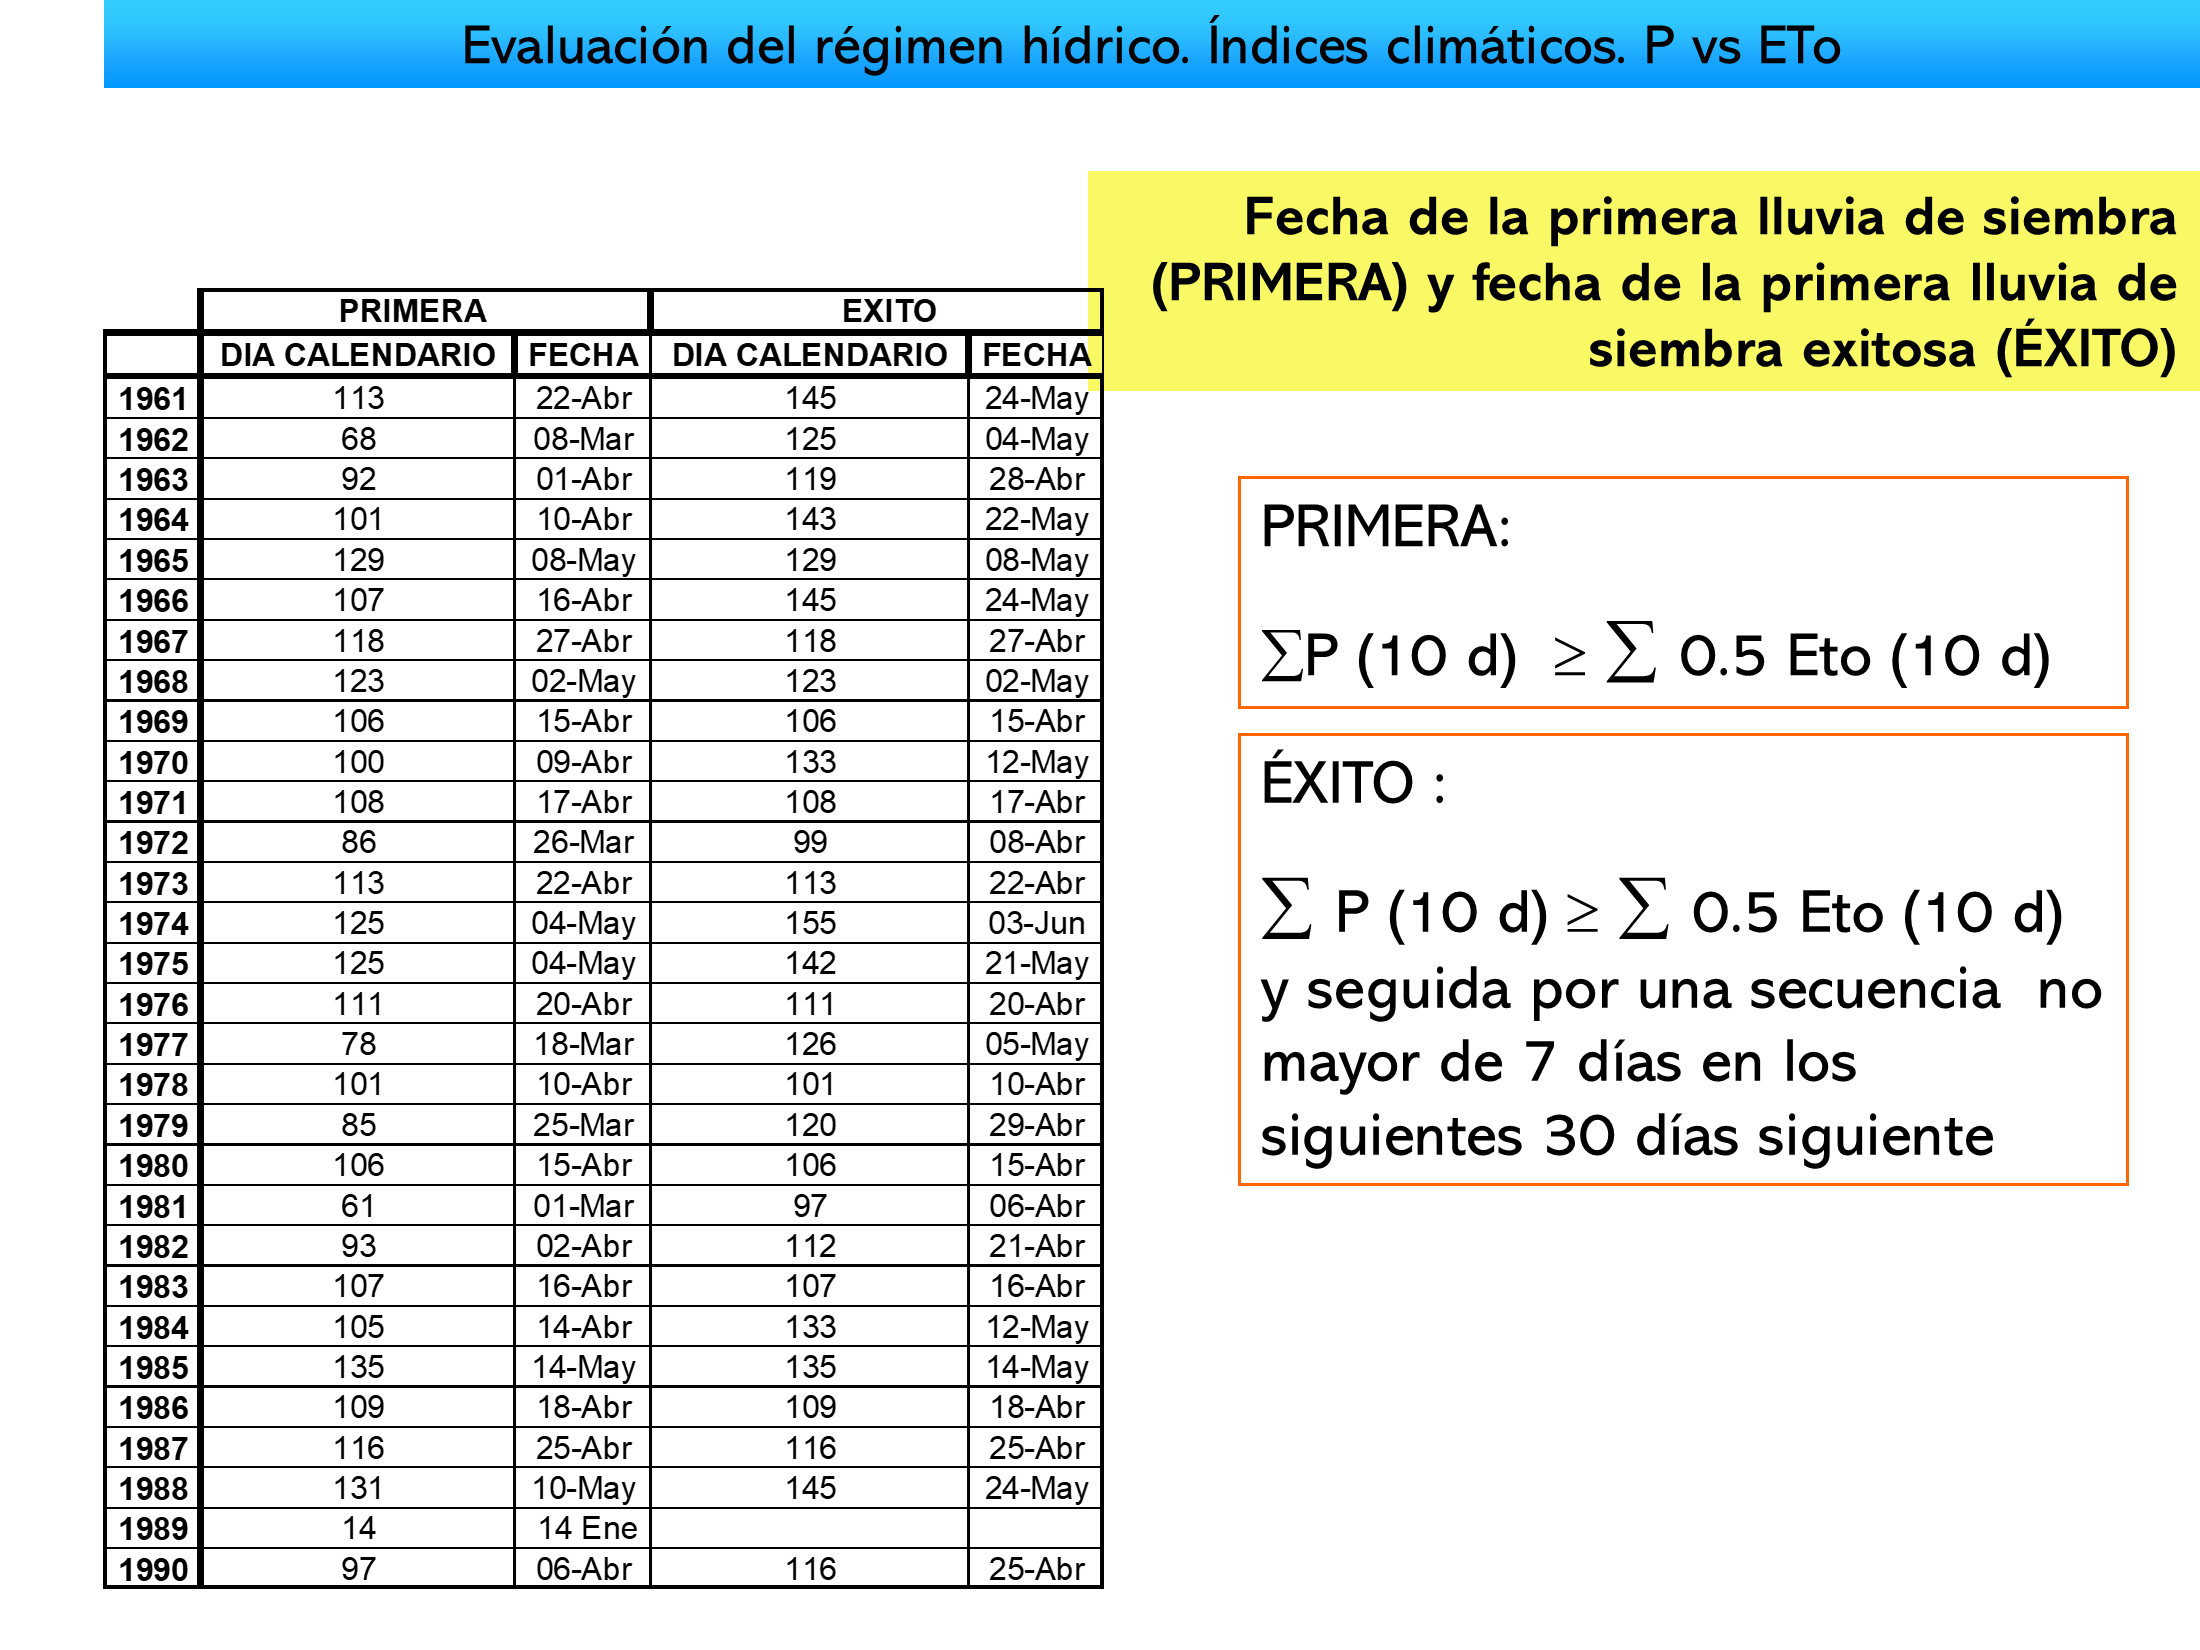 Evaluación del régimen hídrico. Índices climáticos. P vs ETo
Fecha de la primera lluvia de siembra
(PRIMERA) y fecha de la primera lluvia de
siembra exitosa (ÉXITO)
PRIMERA EXITO
DIA CALENDARIO FECHA DIA CALENDARIO FECHA
1961 113 22-Abr 145 24-May
1962 68 08-Mar 125 04-May
1963 92 01-Abr 119 28-Abr
1964 101 10-Abr 143 22-May
1965 129 08-May 129 08-May
1966 107 16-Abr 145 24-May
1967 118 27-Abr 118 27-Abr
1968 123 02-May 123 02-May
1969 106 15-Abr 106 15-Abr
1970 100 09-Abr 133 12-May
1971 108 17-Abr 108 17-Abr
1972 86 26-Mar 99 08-Abr
1973 113 22-Abr 113 22-Abr
1974 125 04-May 155 03-Jun
1975 125 04-May 142 21-May
1976 111 20-Abr 111 20-Abr
1977 78 18-Mar 126 05-May
1978 101 10-Abr 101 10-Abr
1979 85 25-Mar 120 29-Abr
1980 106 15-Abr 106 15-Abr
1981 61 01-Mar 97 06-Abr
1982 93 02-Abr 112 21-Abr
1983 107 16-Abr 107 16-Abr
1984 105 14-Abr 133 12-May
1985 135 14-May 135 14-May
1986 109 18-Abr 109 18-Abr
1987 116 25-Abr 116 25-Abr
1988 131 10-May 145 24-May
1989 14 14 Ene
1990 97 06-Abr 116 25-Abr
PRIMERA:
∑P (10 d) ≥ ∑ 0.5 Eto (10 d)
ÉXITO :
∑ P (10 d) ≥ ∑ 0.5 Eto (10 d)
y seguida por una secuencia no
mayor de 7 días en los
siguientes 30 días siguiente